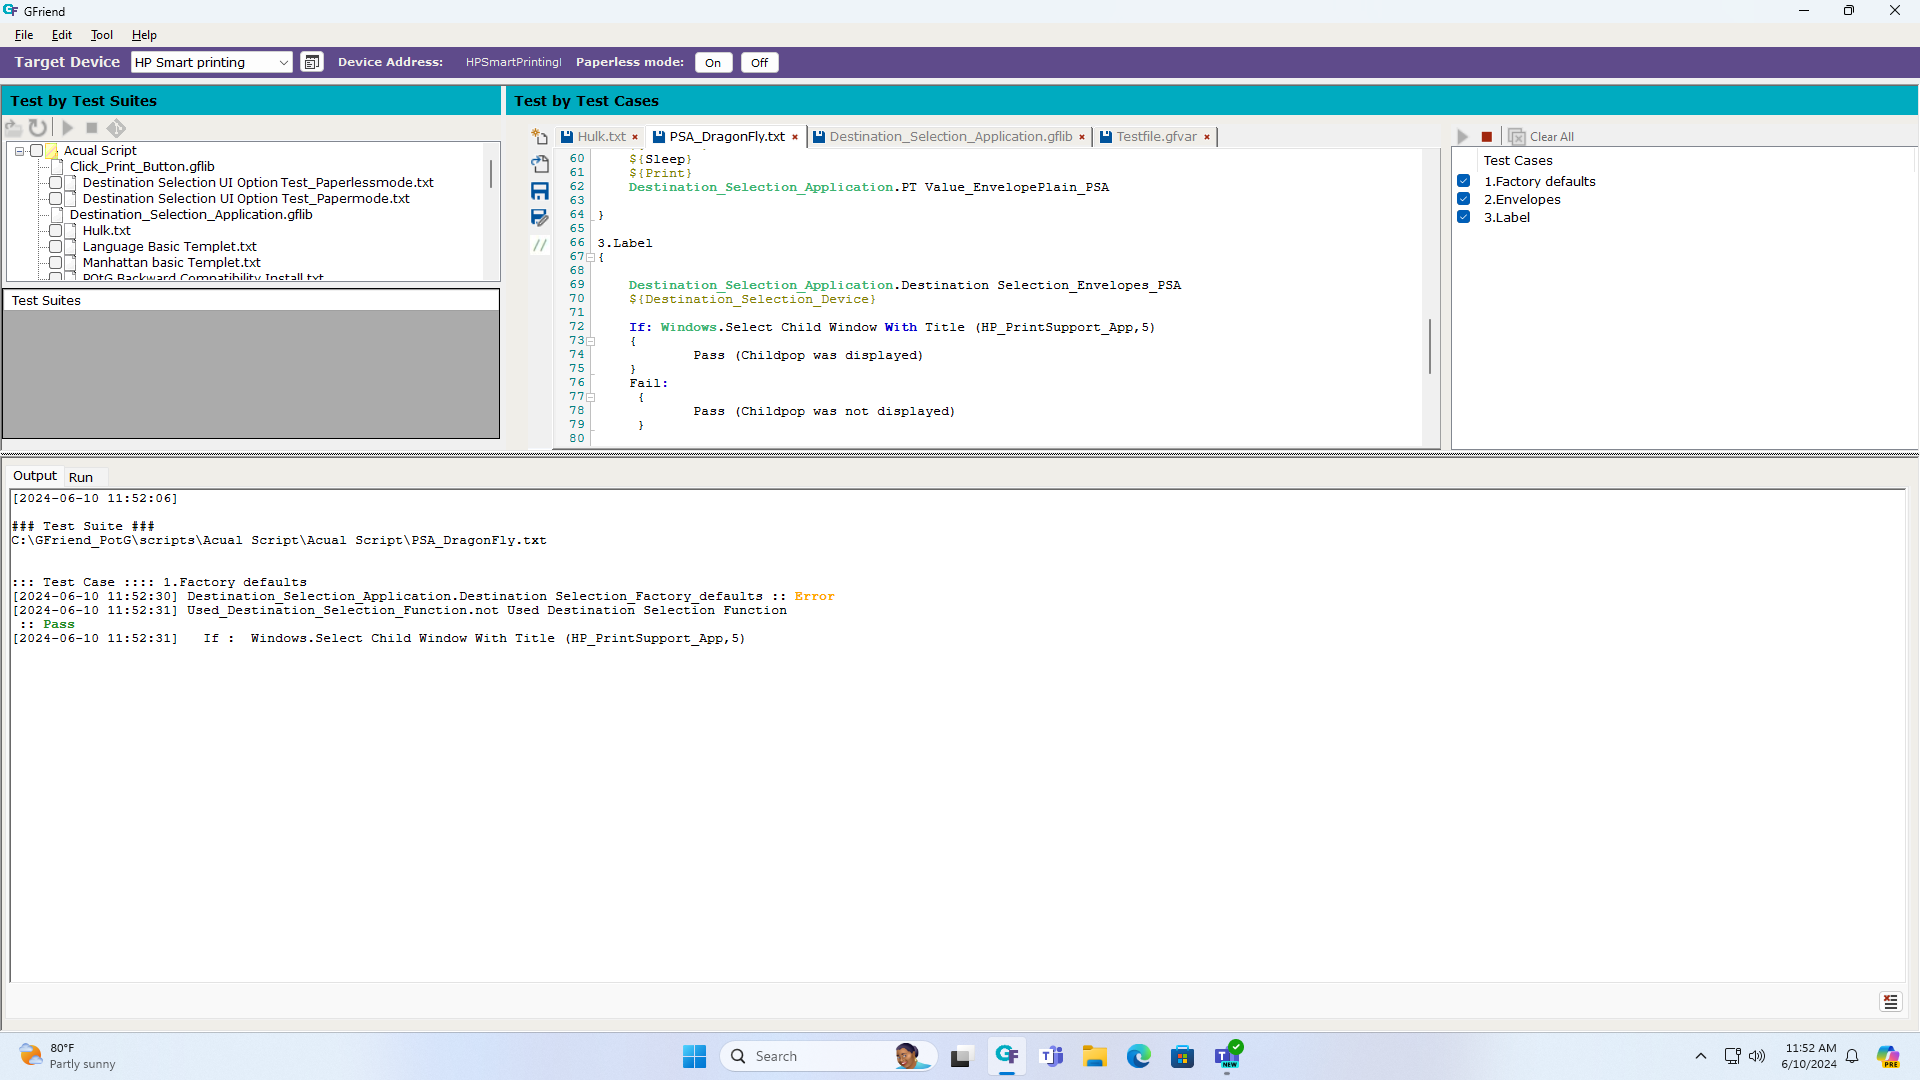 GFriend
File Edit Tool Help
Target Device HP Smart printing Device Address: HPSmartPrintingI Paperless mode: On Off
Test by Test Suites
Test by Test Cases
Acual Script
Click_Print_Button.gflib
Destination Selection UI Option Test_Paperlessmode.txt
Destination Selection UI Option Test_Papermode.txt
Destination_Selection_Application.gflib
Hulk.txt
Language Basic Templet.txt
Manhattan basic Templet.txt
POtG Backward Compatibility Install.txt
Test Suites
Hulk.txt PSA_DragonFly.txt Destination_Selection_Application.gflib Testfile.gfvar
60 ${Sleep}
61 ${Print}
62 Destination_Selection_Application.PT Value_EnvelopePlain_PSA
63
64 }
65
66 3.Label
67 {
68
69 Destination_Selection_Application.Destination Selection_Envelopes_PSA
70 ${Destination_Selection_Device}
71
72 If: Windows.Select Child Window With Title (HP_PrintSupport_App,5)
73 {
74 Pass (Childpop was displayed)
75 }
76 Fail:
77 {
78 Pass (Childpop was not displayed)
79 }
80
//
Clear All
Test Cases
1.Factory defaults
2.Envelopes
3.Label
Output Run
[2024-06-10 11:52:06]
### Test Suite ###
C:\GFriend_PotG\scripts\Acual Script\Acual Script\PSA_DragonFly.txt
::: Test Case :::: 1.Factory defaults
[2024-06-10 11:52:30] Destination_Selection_Application.Destination Selection_Factory_defaults :: Error
[2024-06-10 11:52:31] Used_Destination_Selection_Function.not Used Destination Selection Function
:: Pass
[2024-06-10 11:52:31] If : Windows.Select Child Window With Title (HP_PrintSupport_App,5)
80°F
Partly sunny
Search
NEW
11:52 AM
6/10/2024
PRE